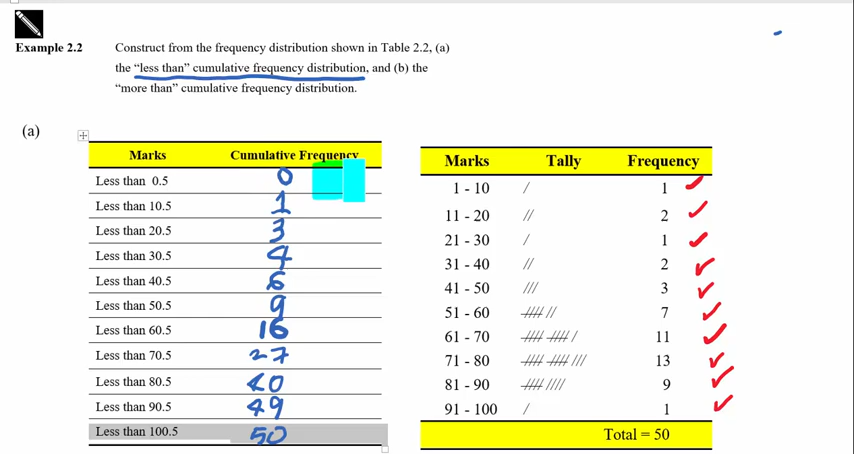 Example 2.2 Construct from the frequency distribution shown in Table 2.2, (a)
the “less than” cumulative frequency distribution, and (b) the
“more than” cumulative frequency distribution.
(a)
Marks Cumulative Frequency
Less than 0.5 0
Less than 10.5 1
Less than 20.5 3
Less than 30.5 4
Less than 40.5 6
Less than 50.5 9
Less than 60.5 16
Less than 70.5 27
Less than 80.5 40
Less than 90.5 49
Less than 100.5 50
Marks Tally Frequency
1 - 10 / 1
11 - 20 // 2
21 - 30 / 1
31 - 40 // 2
41 - 50 /// 3
51 - 60 //// // 7
61 - 70 //// //// / 11
71 - 80 //// //// /// 13
81 - 90 //// //// 9
91 - 100 / 1
Total = 50